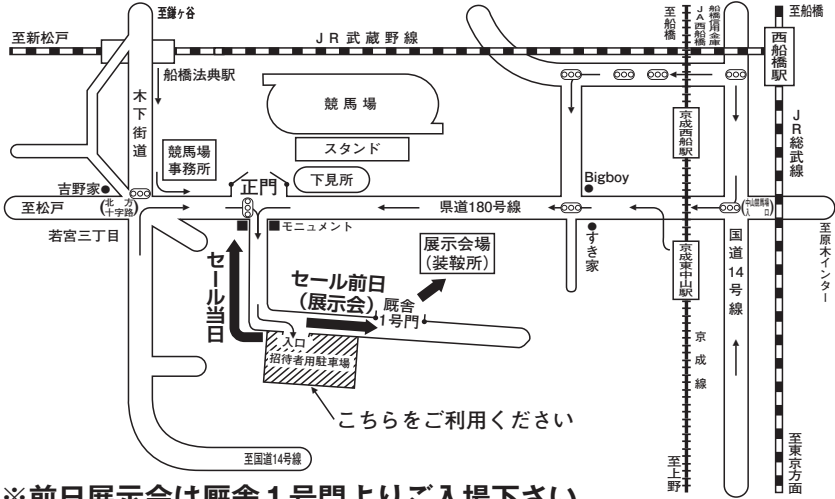 至鎌ヶ谷
至新松戸
JR武蔵野線
至船橋
JA西船橋
船橋信用金庫
至船橋
西船橋駅
船橋法典駅
木下街道
競馬場
スタンド
競馬場
事務所
正門
下見所
京成西船駅
JR総武線
吉野家
Bigboy
至松戸
北方
十字路
県道180号線
中山競馬場
入口
若宮三丁目
モニュメント
展示会場
(装鞍所)
すき家
京成東中山駅
国道14号線
至原木インター
セール当日
セール前日
(展示会)
厩舎
1号門
入口
招待者用駐車場
京成線
こちらをご利用ください
至国道14号線
至上野
至東京方面
※前日展示会は厩舎1号門よりご入場下さい